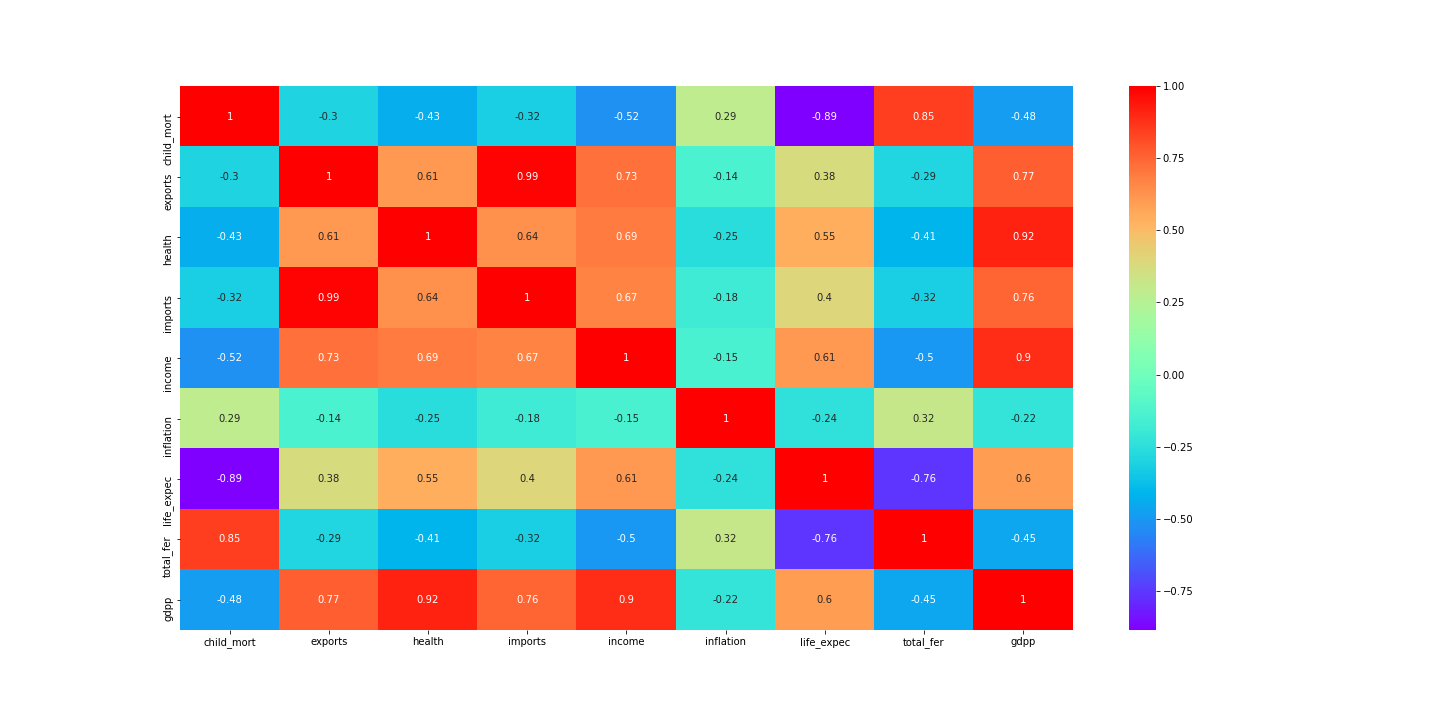 child_mort 1 -0.3 -0.43 -0.32 -0.52 0.29 -0.89 0.85 -0.48
exports -0.3 1 0.61 0.99 0.73 -0.14 0.38 -0.29 0.77
health -0.43 0.61 1 0.64 0.69 -0.25 0.55 -0.41 0.92
imports -0.32 0.99 0.64 1 0.67 -0.18 0.4 -0.32 0.76
income -0.52 0.73 0.69 0.67 1 -0.15 0.61 -0.5 0.9
inflation 0.29 -0.14 -0.25 -0.18 -0.15 1 -0.24 0.32 -0.22
life_expec -0.89 0.38 0.55 0.4 0.61 -0.24 1 -0.76 0.6
total_fer 0.85 -0.29 -0.41 -0.32 -0.5 0.32 -0.76 1 -0.45
gdpp -0.48 0.77 0.92 0.76 0.9 -0.22 0.6 -0.45 1
child_mort exports health imports income inflation life_expec total_fer gdpp
1.00
0.75
0.50
0.25
0.00
−0.25
−0.50
−0.75